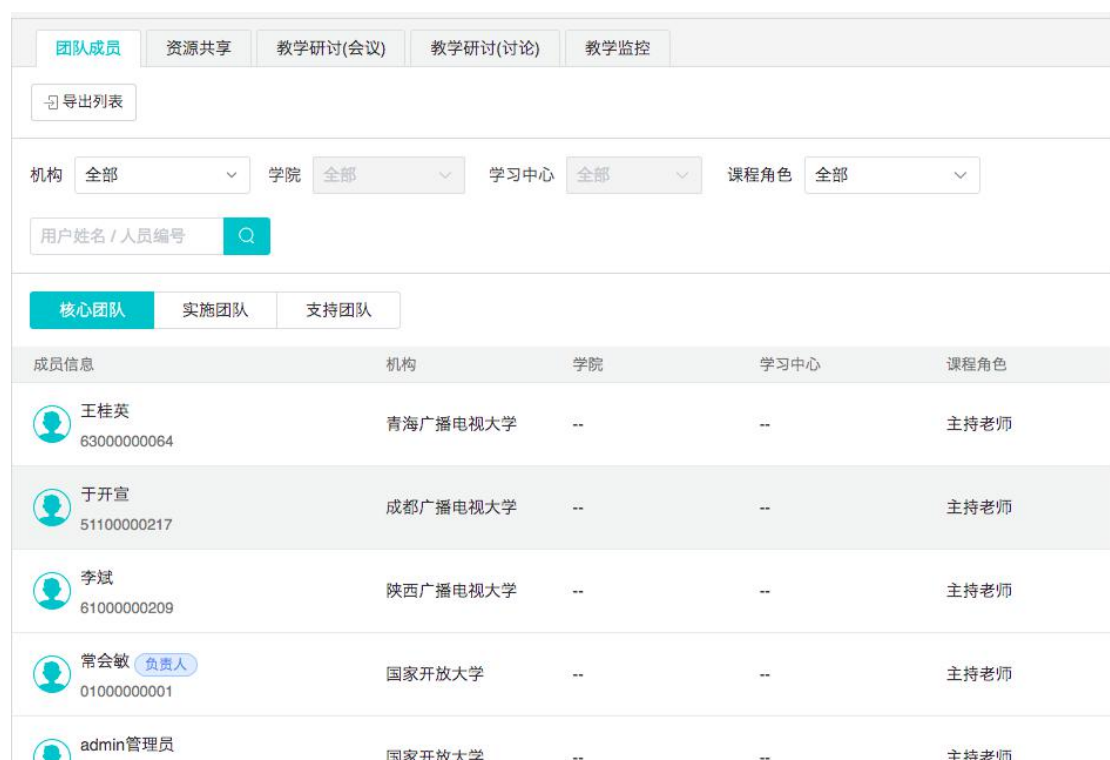 团队成员 资源共享 教学研讨(会议) 教学研讨(讨论) 教学监控
导出列表
机构 全部 学院 全部 学习中心 全部 课程角色 全部
用户姓名 / 人员编号
核心团队 实施团队 支持团队
成员信息 机构 学院 学习中心 课程角色
王桂英
63000000064
青海广播电视大学 -- -- 主持老师
于开宣
51100000217
成都广播电视大学 -- -- 主持老师
李斌
61000000209
陕西广播电视大学 -- -- 主持老师
常会敏 负责人
01000000001
国家开放大学 -- -- 主持老师
admin管理员
国家开放大学 -- -- 主持老师